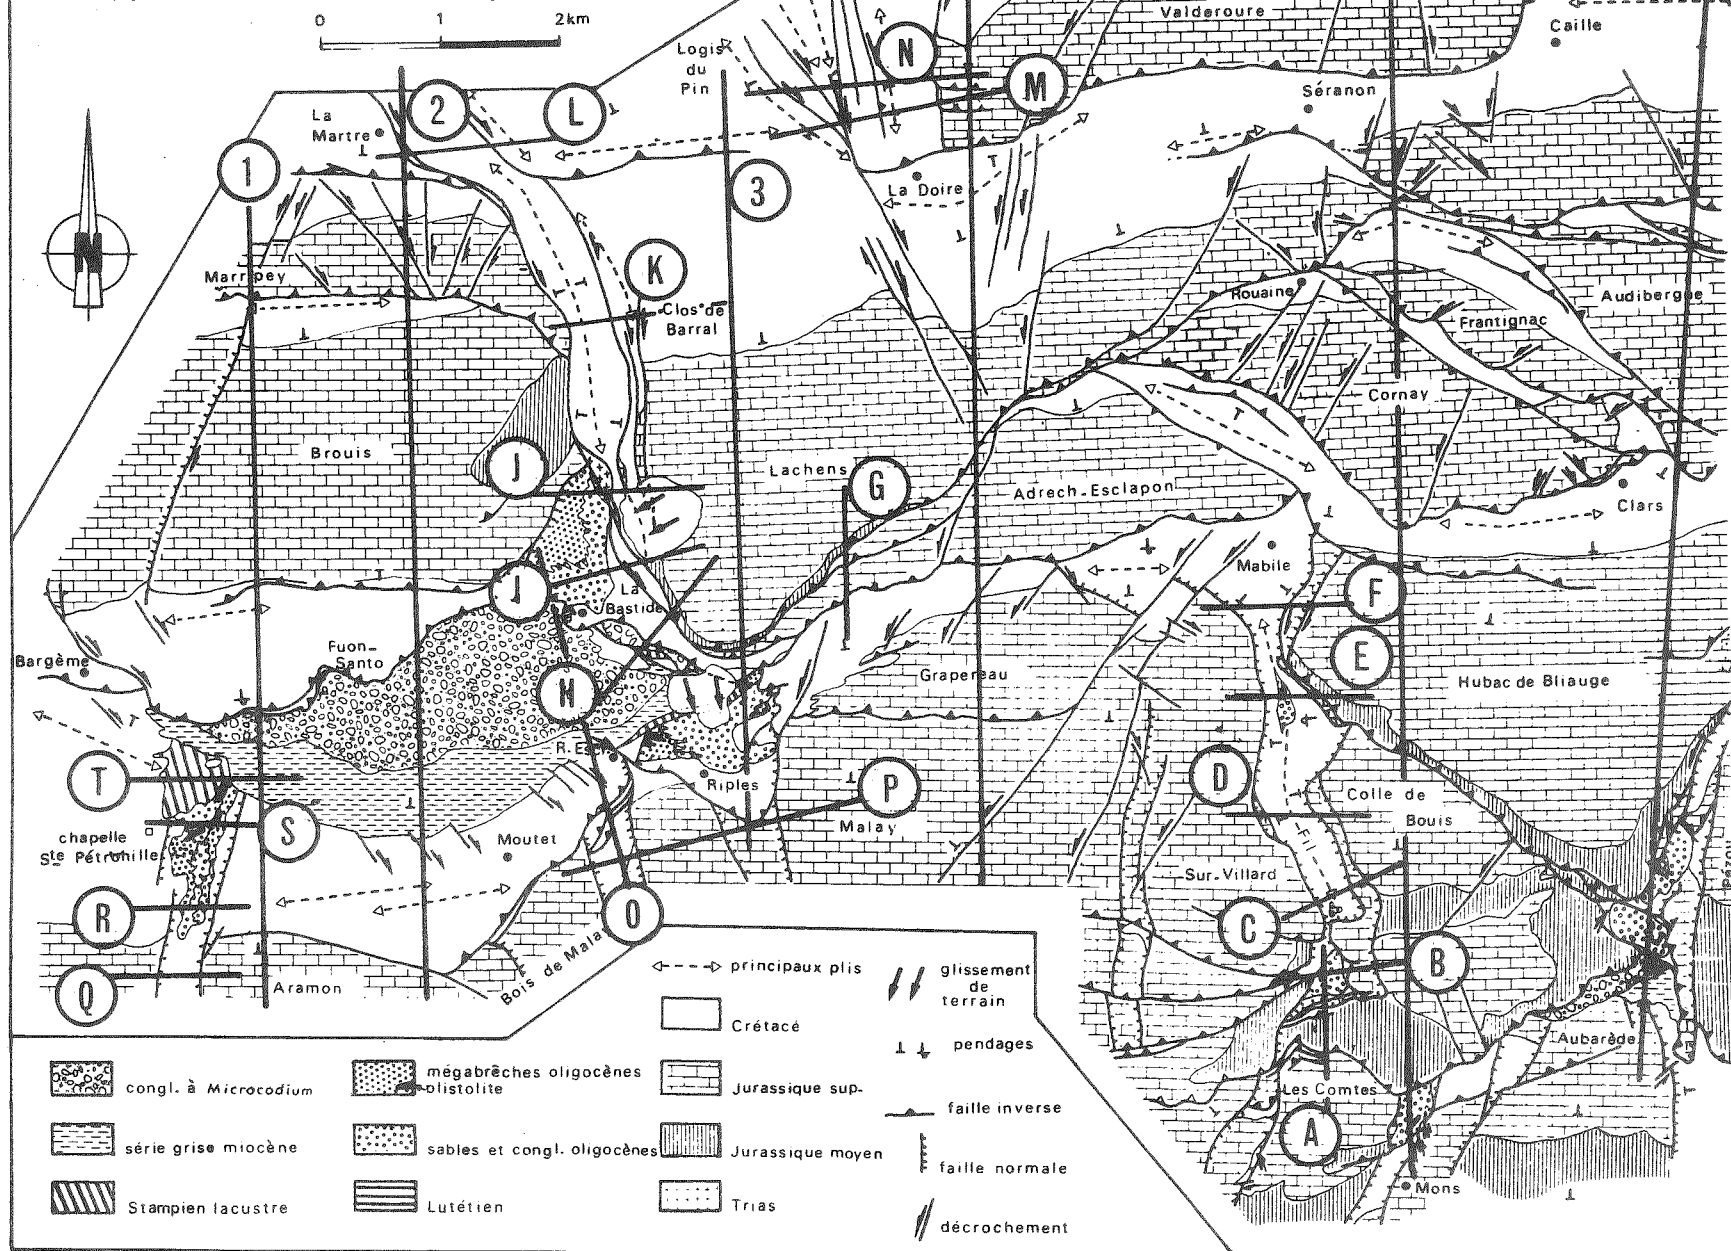 0 1 2km
Valderoure
Caille
Logis
du
Pin
N
M
2
L
La
Martre
Séranon
1
3
La Doire
N
K
Clos de
Barral
Rouaine
Audibergue
Frantignac
Cornay
Brouis
J
Lachens
G
Adrech-Esclapon
Clars
Mabile
J
La
Bastide
F
Fuon-
Santo
Bargème
E
Grapereau
Hubac de Bliauge
H
T
D
Riples
P
Colle de
Bouis
Malay
chapelle
Ste Pétronille
S
Moutet
Sur-Villard
R
O
C
B
Q
Aramon
Bois de Malay
Aubarède
Les Comtes
A
Mons
principaux plis
glissement
de
terrain
Crétacé
pendages
congl. à Microcodium
mégabrèches oligocènes
olistolite
Jurassique sup-
faille inverse
série grise miocène
sables et congl. oligocènes
Jurassique moyen
faille normale
Stampien lacustre
Lutétien
Trias
décrochement